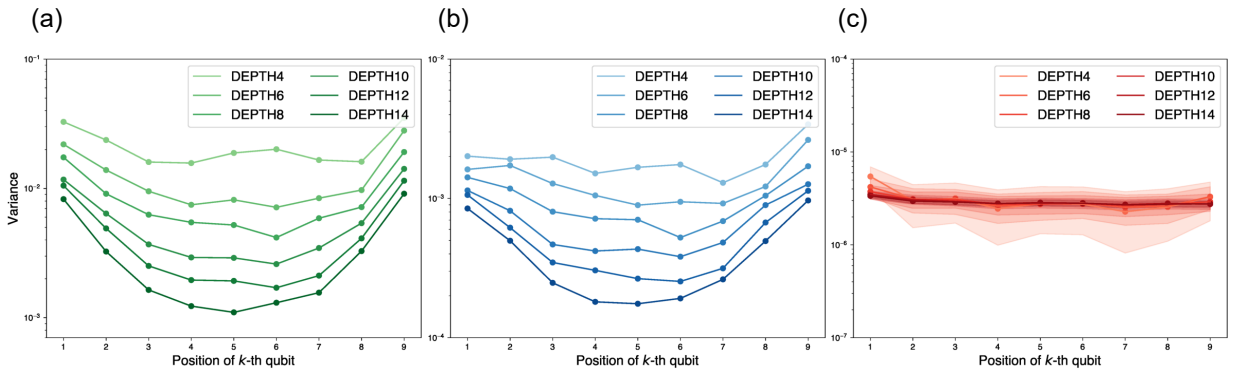 (a)
10⁻¹
10⁻²
10⁻³
Variance
DEPTH4 DEPTH10
DEPTH6 DEPTH12
DEPTH8 DEPTH14
1 2 3 4 5 6 7 8 9
Position of k-th qubit
(b)
10⁻²
10⁻³
10⁻⁴
DEPTH4 DEPTH10
DEPTH6 DEPTH12
DEPTH8 DEPTH14
1 2 3 4 5 6 7 8 9
Position of k-th qubit
(c)
10⁻⁴
10⁻⁵
10⁻⁶
10⁻⁷
DEPTH4 DEPTH10
DEPTH6 DEPTH12
DEPTH8 DEPTH14
1 2 3 4 5 6 7 8 9
Position of k-th qubit